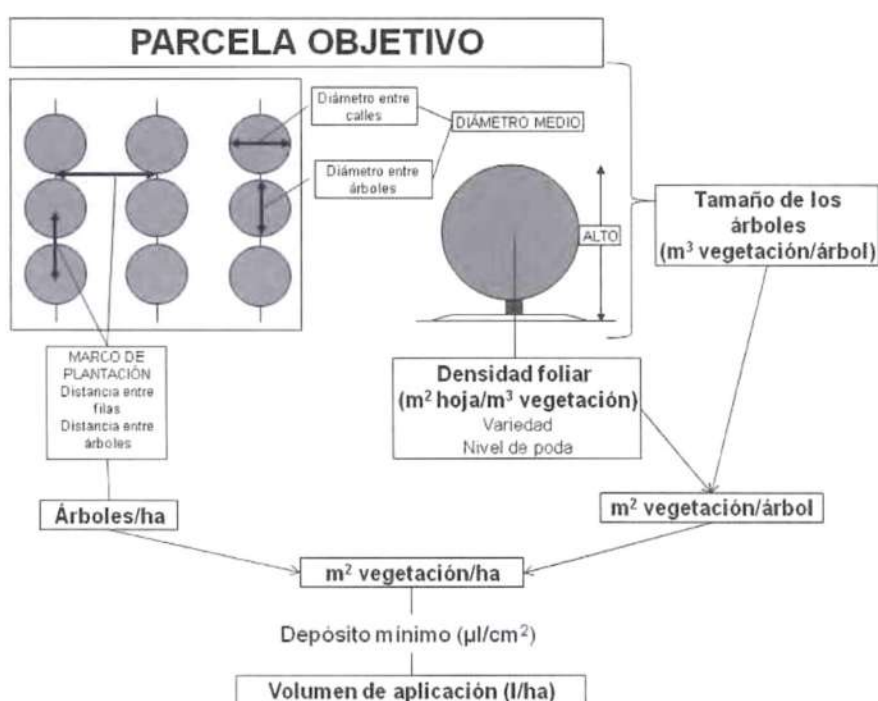 PARCELA OBJETIVO
Diámetro entre
calles
DIÁMETRO MEDIO
Diámetro entre
árboles
ALTO
Tamaño de los
árboles
(m³ vegetación/árbol)
MARCO DE
PLANTACIÓN
Distancia entre
filas
Distancia entre
árboles
Densidad foliar
(m² hoja/m³ vegetación)
Variedad
Nivel de poda
Árboles/ha
m² vegetación/árbol
m² vegetación/ha
Depósito mínimo (µl/cm²)
Volumen de aplicación (l/ha)